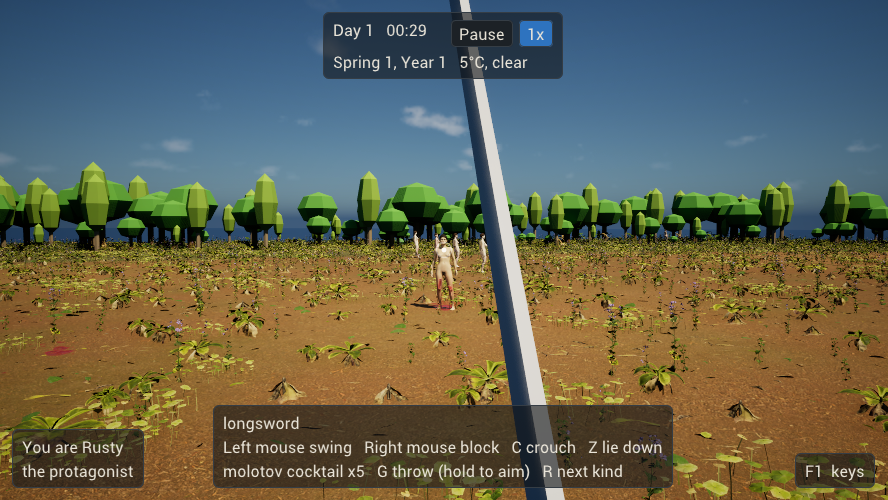 Day 1 00:29 Pause 1x
Spring 1, Year 1 5°C, clear
longsword
Left mouse swing Right mouse block C crouch Z lie down
molotov cocktail x5 G throw (hold to aim) R next kind
You are Rusty
the protagonist
F1 keys